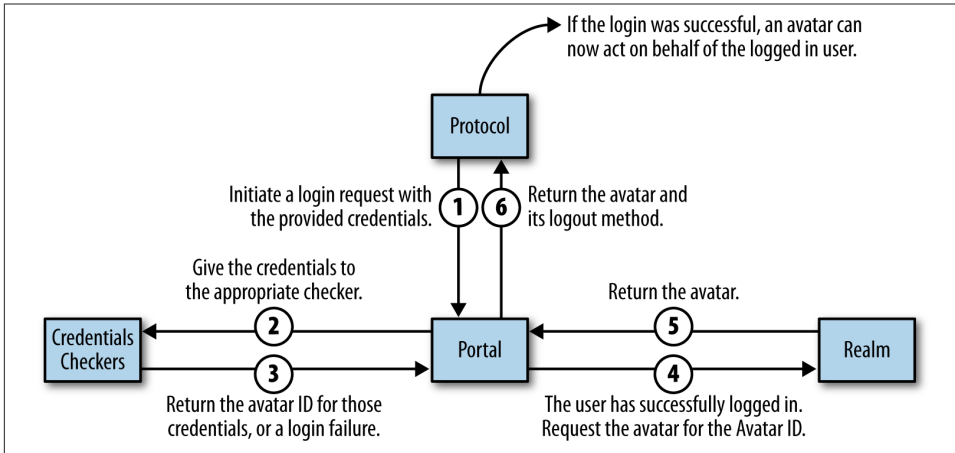 If the login was successful, an avatar can
now act on behalf of the logged in user.
Protocol
Initiate a login request with
the provided credentials.
1
6
Return the avatar and
its logout method.
Give the credentials to
the appropriate checker.
2
Return the avatar.
5
Credentials
Checkers
Portal
Realm
3
Return the avatar ID for those
credentials, or a login failure.
4
The user has successfully logged in.
Request the avatar for the Avatar ID.